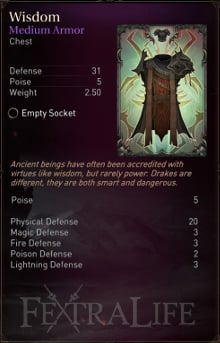 Wisdom
Medium Armor
Chest
Defense 31
Poise 5
Weight 2.50
Empty Socket
Ancient beings have often been accredited with
virtues like wisdom, but rarely power. Drakes are
different, they are both smart and dangerous.
Poise 5
Physical Defense 20
Magic Defense 3
Fire Defense 3
Poison Defense 2
Lightning Defense 3
FEXTRALIFE